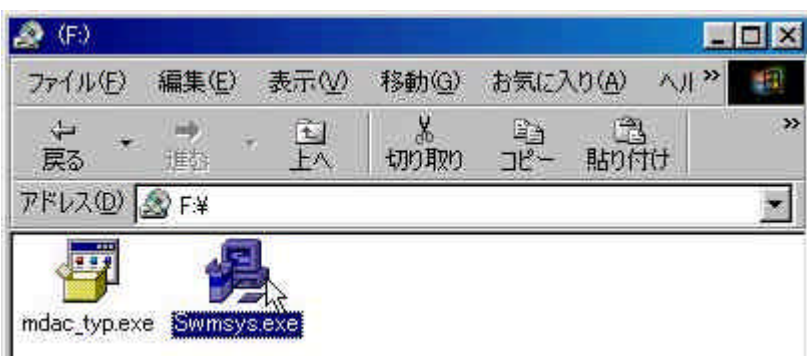 (F:)
ファイル(F) 編集(E) 表示(V) 移動(G) お気に入り(A) ヘル »
戻る 進む 上へ 切り取り コピー 貼り付け »
アドレス(D) F:¥
mdac_typ.exe Swmsys.exe